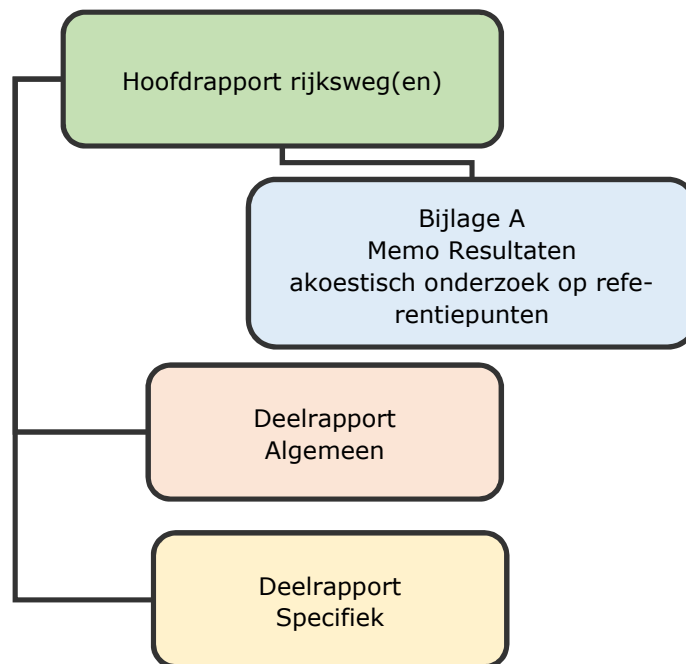 Hoofdrapport rijksweg(en)
Bijlage A
Memo Resultaten
akoestisch onderzoek op refe-
rentiepunten
Deelrapport
Algemeen
Deelrapport
Specifiek